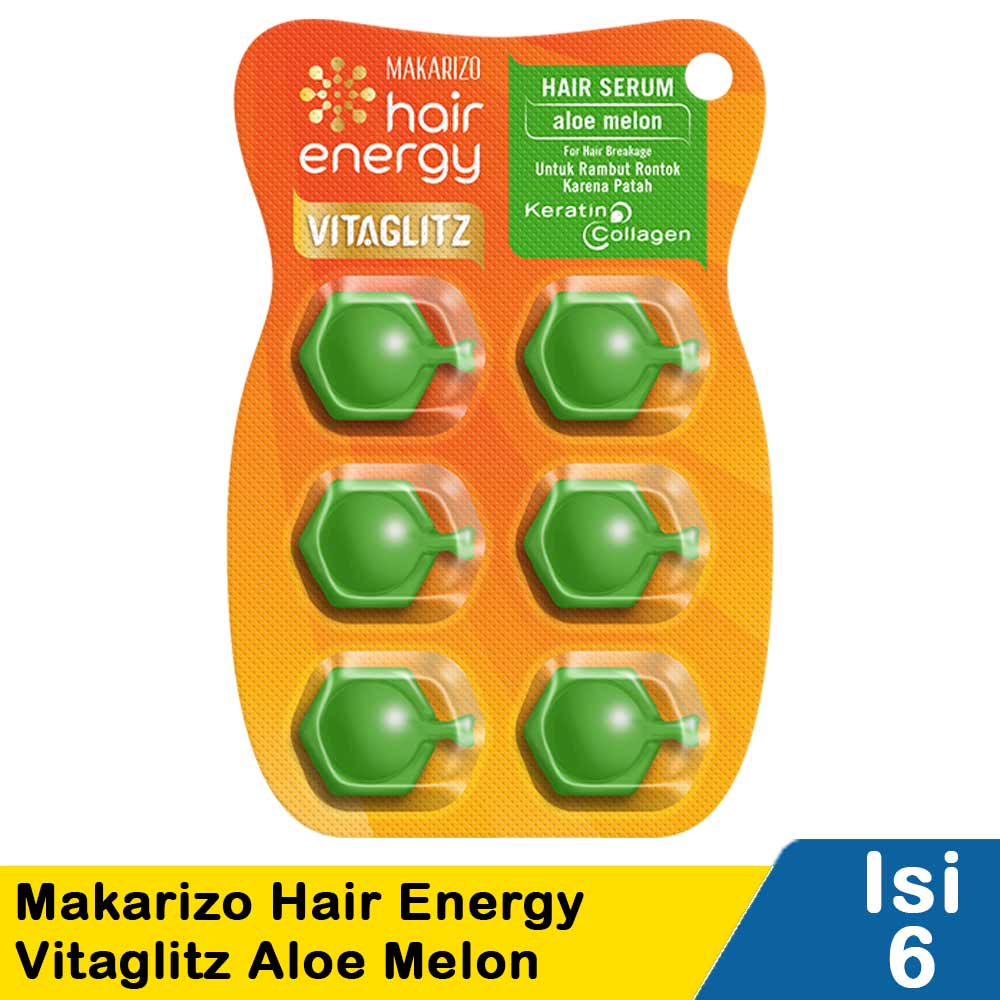 MAKARIZO
hair
energy
VITAGLITZ
HAIR SERUM
aloe melon
For Hair Breakage
Untuk Rambut Rontok
Karena Patah
Keratin
Collagen
Makarizo Hair Energy
Vitaglitz Aloe Melon
Isi
6